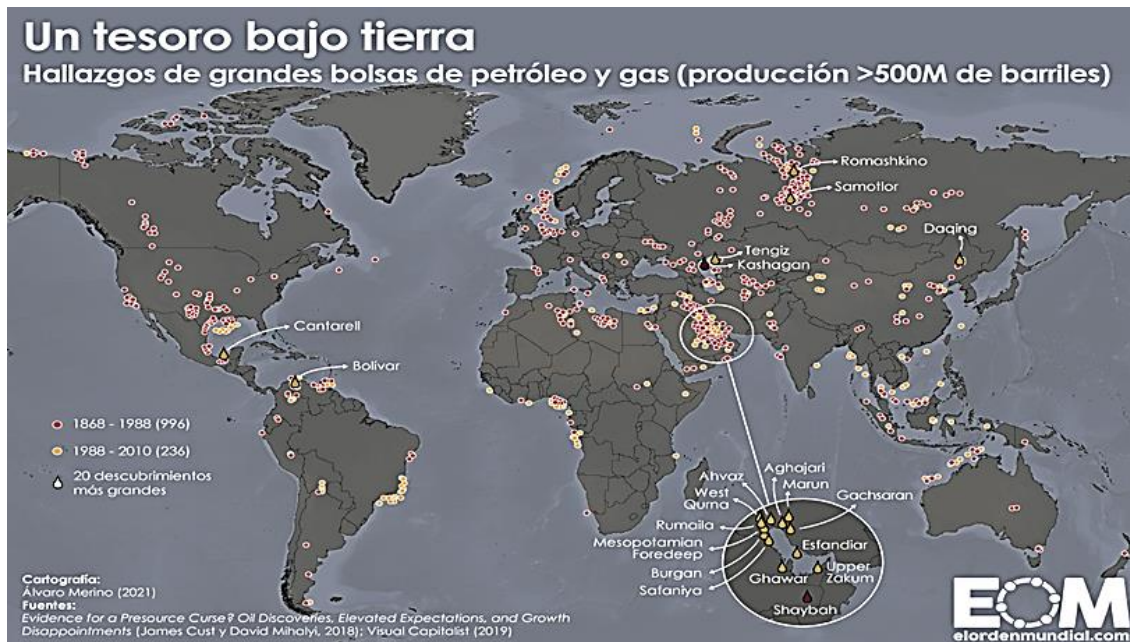 Un tesoro bajo tierra
Hallazgos de grandes bolsas de petróleo y gas (producción >500M de barriles)
Romashkino
Samotlor
Daqing
Tengiz
Kashagan
Cantarell
Bolívar
1868 - 1988 (996)
1988 - 2010 (236)
20 descubrimientos
más grandes
Ahvaz
Aghajari
West
Qurna
Marun
Gachsaran
Rumaila
Mesopotamian
Foredeep
Esfandiar
Burgan
Ghawar
Upper
Zakum
Safaniya
Shaybah
Cartografía:
Álvaro Merino (2021)
Fuentes:
Evidence for a Presource Curse? Oil Discoveries, Elevated Expectations, and Growth
Disappointments (James Cust y David Mihalyi, 2018); Visual Capitalist (2019)
EOM
elordenmundial.com